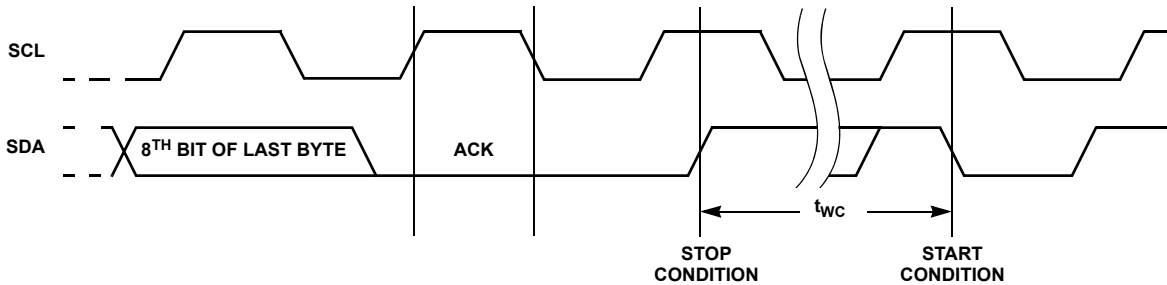 SCL
SDA
8TH BIT OF LAST BYTE
ACK
tWC
STOP
CONDITION
START
CONDITION